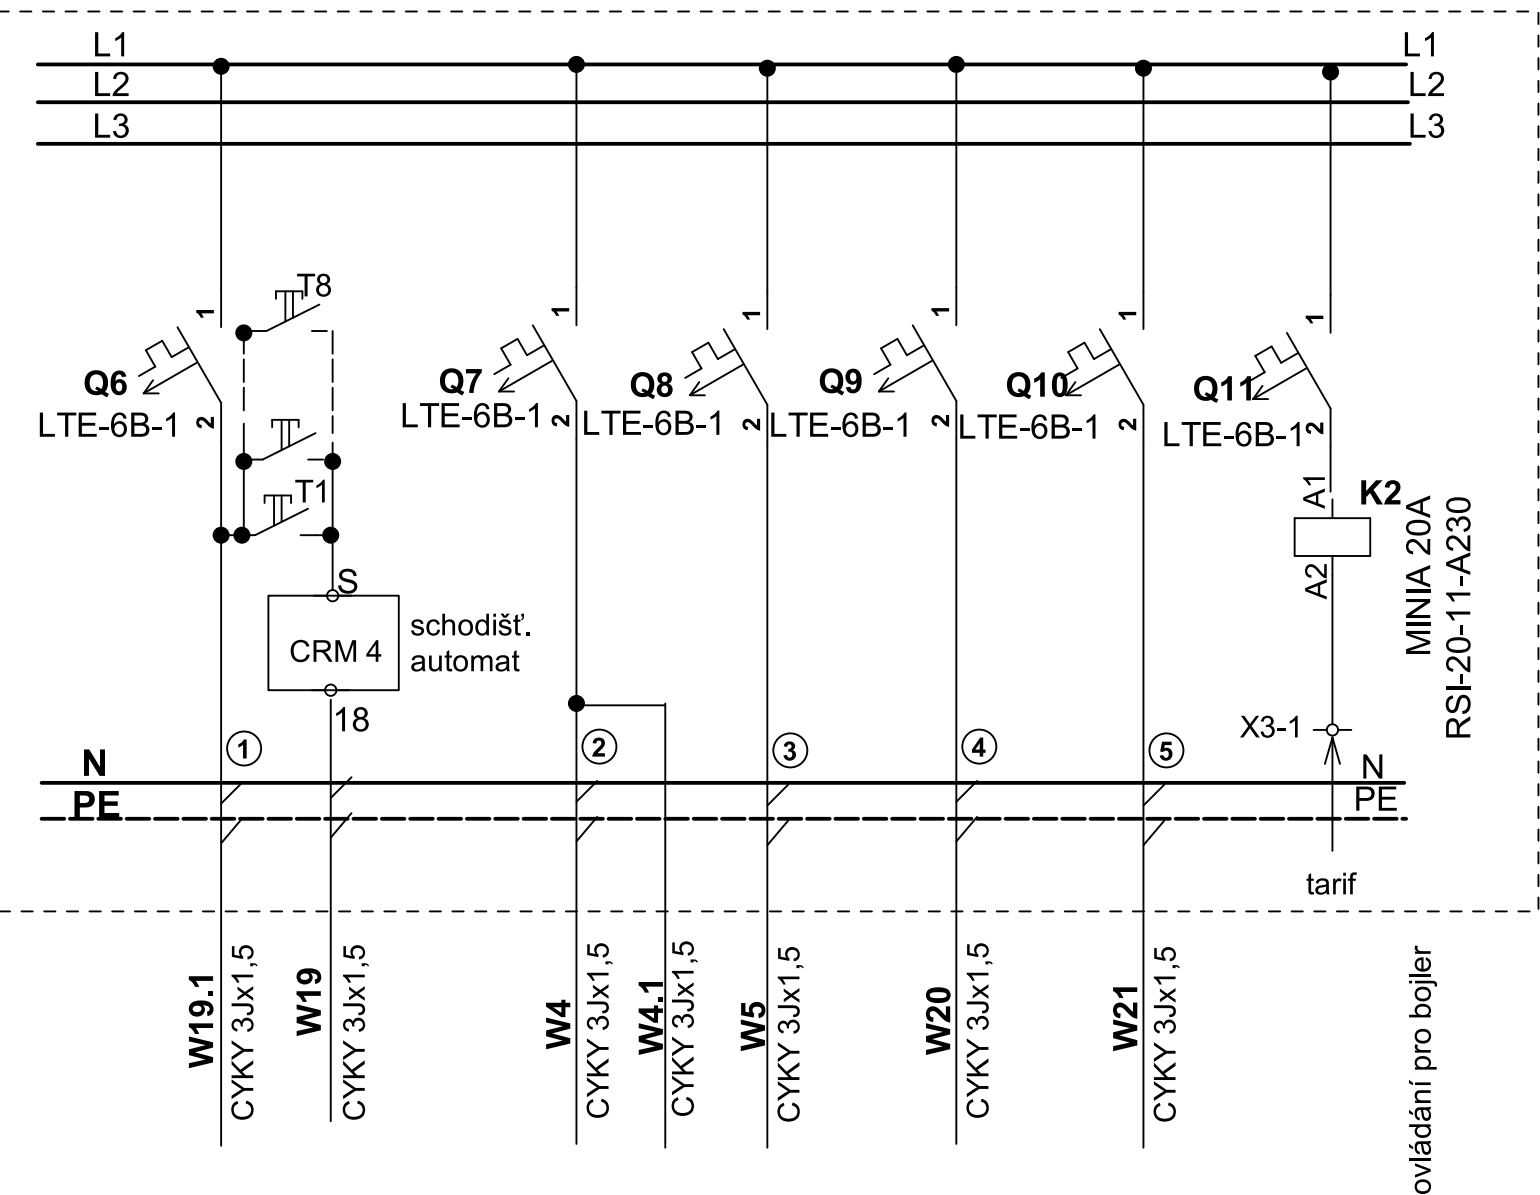 L1
L1
L2
L2
L3
L3
T8
1
1
1
1
1
1
Q6
Q7
Q8
Q9
Q10
Q11
LTE-6B-1
LTE-6B-1
LTE-6B-1
LTE-6B-1
LTE-6B-1
LTE-6B-1
2
2
2
2
2
2
T1
A1
K2
MINIA 20A
RSI-20-11-A230
A2
S
CRM 4
schodišť.
automat
18
X3-1
1
2
3
4
5
N
N
PE
PE
tarif
W19.1
CYKY 3Jx1,5
W19
CYKY 3Jx1,5
W4
CYKY 3Jx1,5
W4.1
CYKY 3Jx1,5
W5
CYKY 3Jx1,5
W20
CYKY 3Jx1,5
W21
CYKY 3Jx1,5
ovládání pro bojler